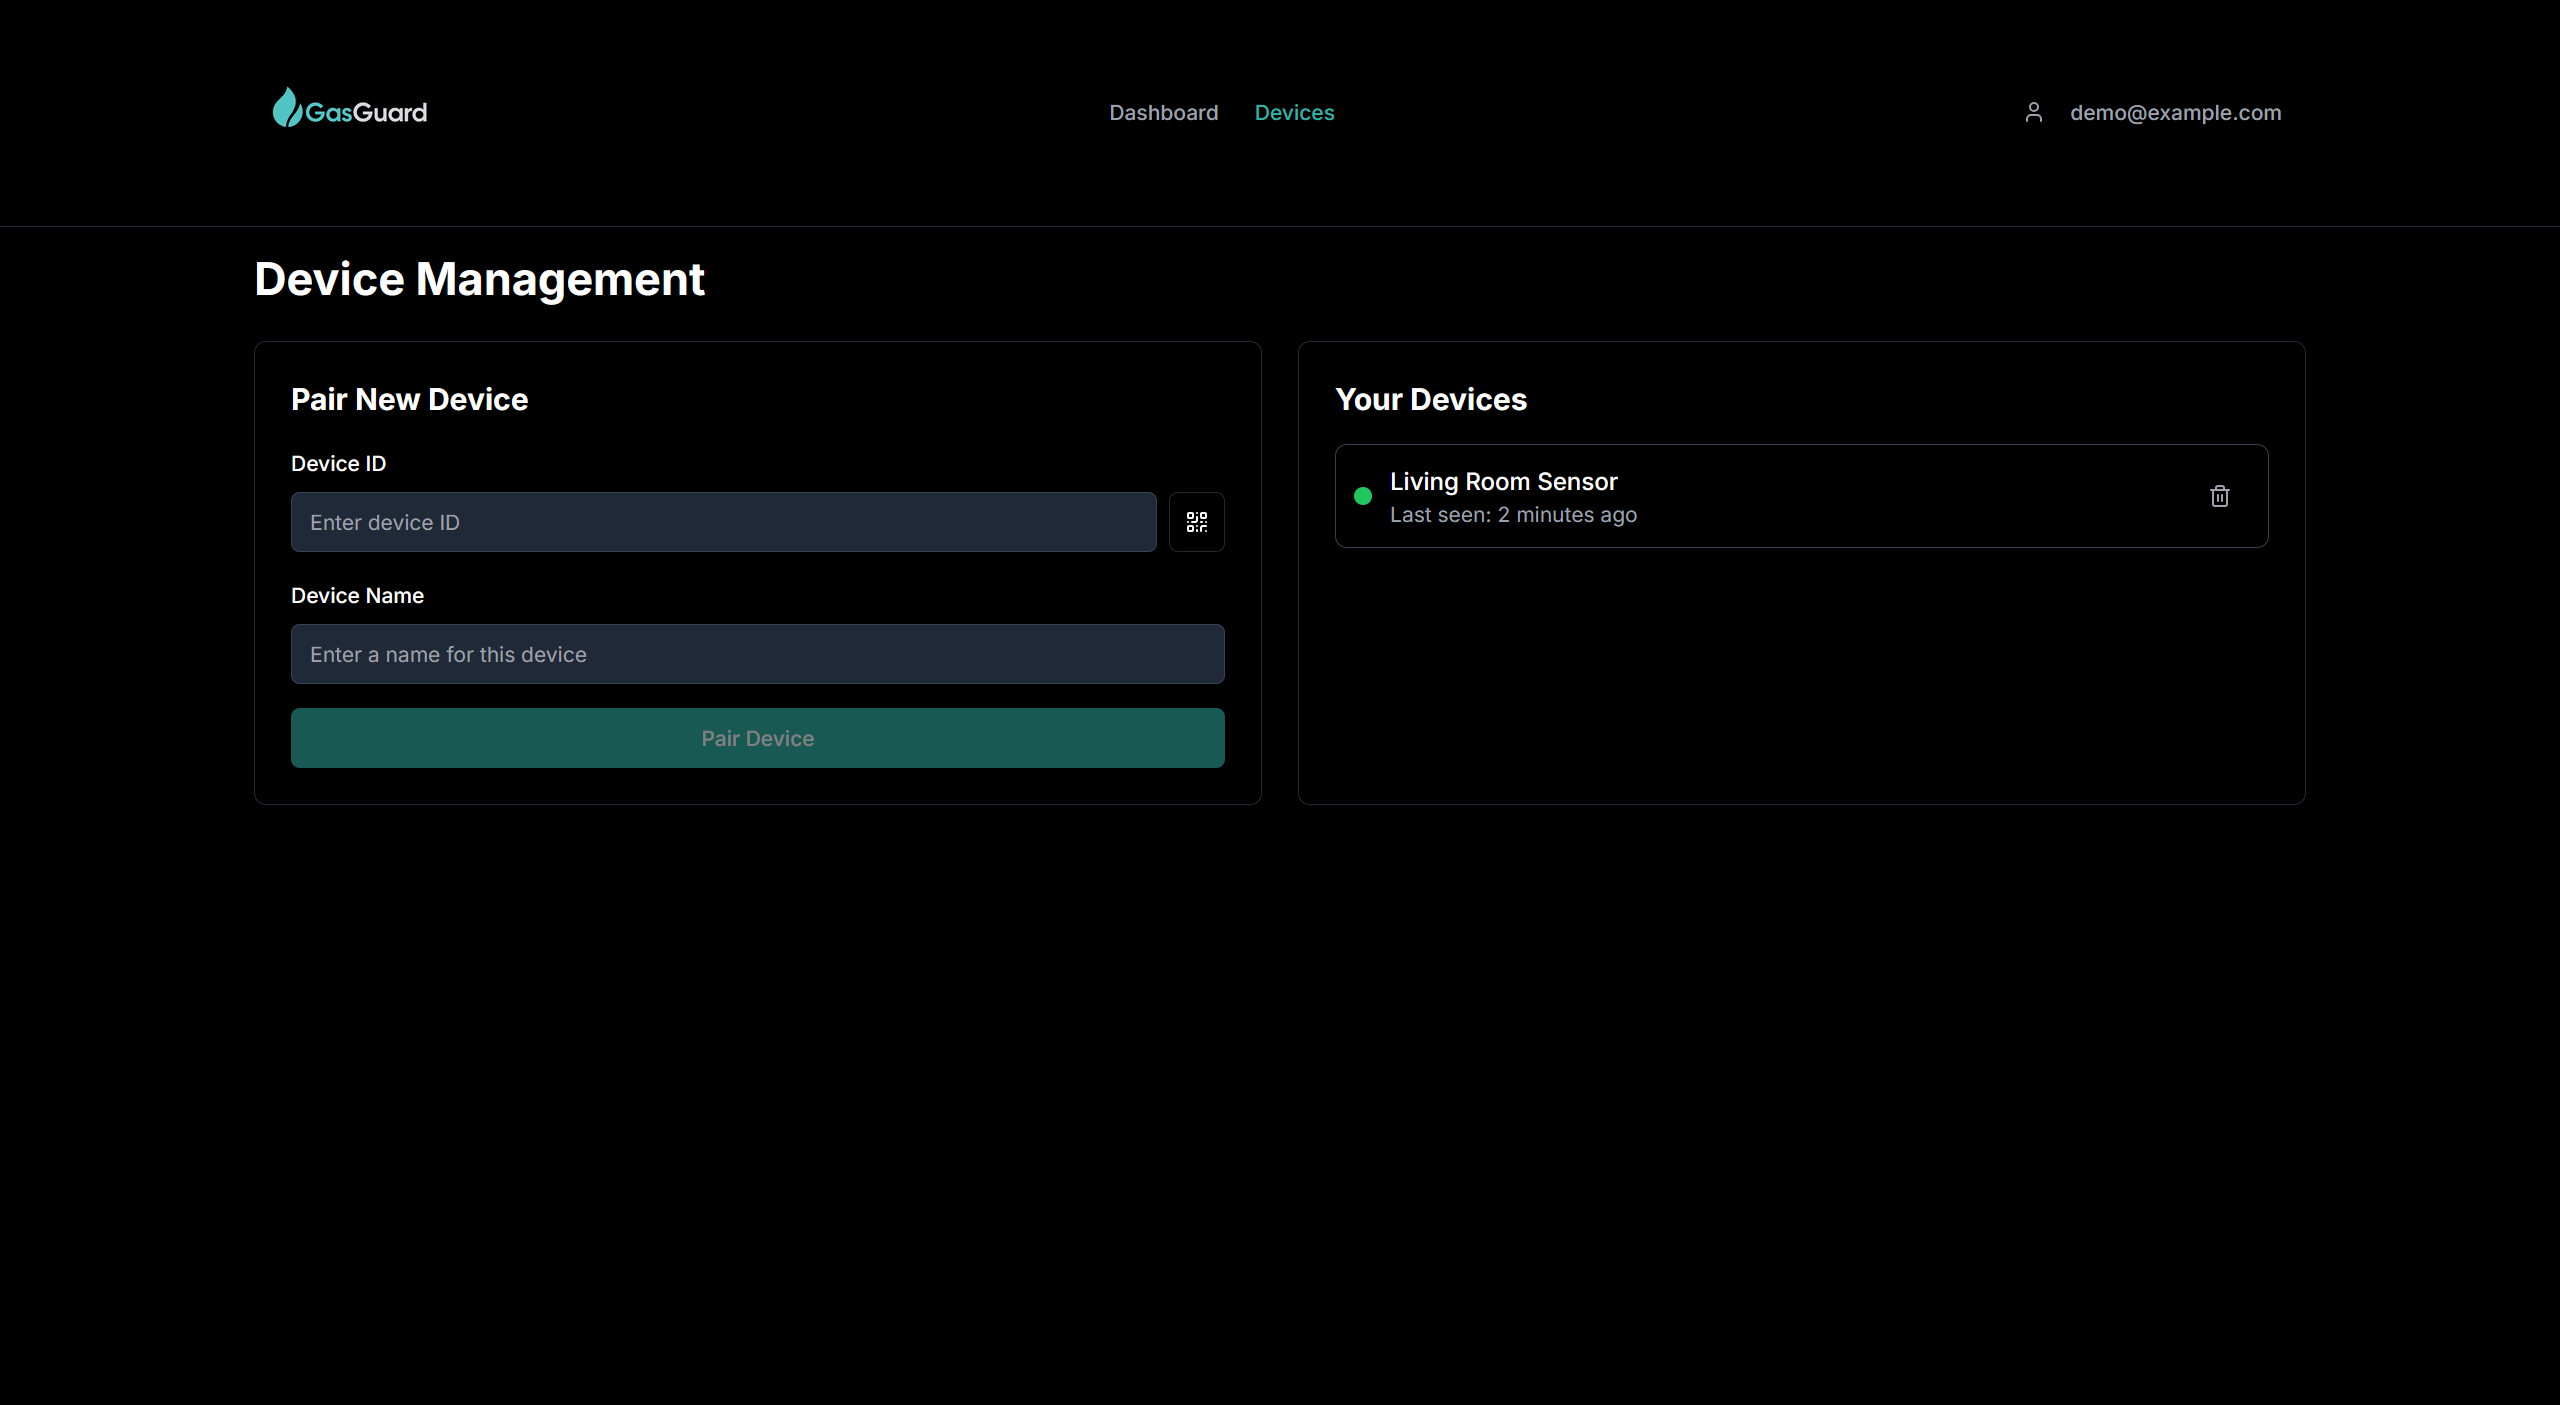 GasGuard
Dashboard Devices
demo@example.com
Device Management
Pair New Device
Device ID
Enter device ID
Device Name
Enter a name for this device
Pair Device
Your Devices
Living Room Sensor
Last seen: 2 minutes ago